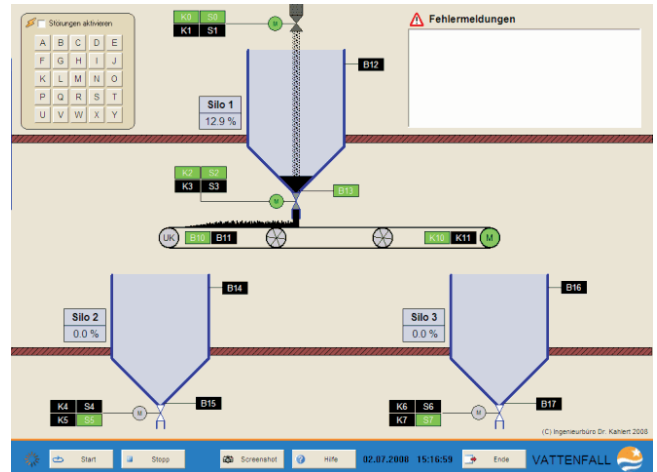 Störungen aktivieren
A B C D E
F G H I J
K L M N O
P Q R S T
U V W X Y
K0 S0
K1 S1
M
Fehlermeldungen
B12
Silo 1
12.9 %
K2 S2
K3 S3
M
B13
UK B10 B11 K10 K11 M
B14
Silo 2
0.0 %
K4 S4
K5 S5
M
B15
B16
Silo 3
0.0 %
K6 S6
K7 S7
M
B17
(C) Ingenieurbüro Dr. Kahlert 2008
Start Stopp Screenshot Hilfe 02.07.2008 15:16:59 Ende VATTENFALL